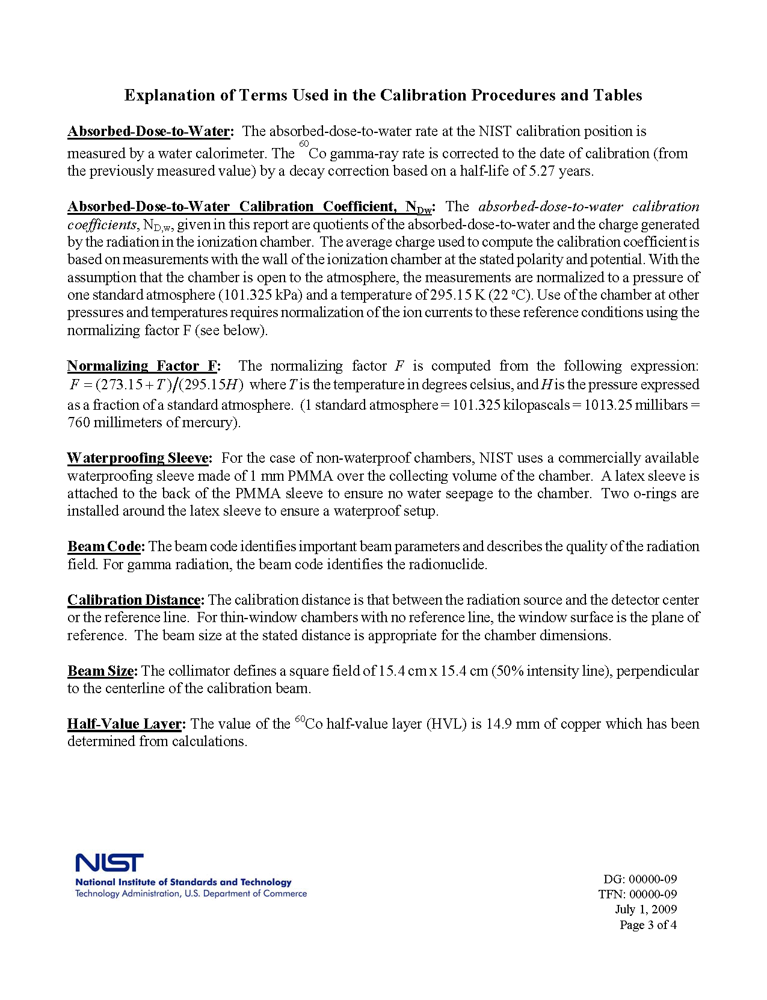 Explanation of Terms Used in the Calibration Procedures and Tables
Absorbed-Dose-to-Water: The absorbed-dose-to-water rate at the NIST calibration position is
measured by a water calorimeter. The ⁶⁰Co gamma-ray rate is corrected to the date of calibration (from
the previously measured value) by a decay correction based on a half-life of 5.27 years.
Absorbed-Dose-to-Water Calibration Coefficient, N_Dw: The absorbed-dose-to-water calibration
coefficients, N_D,w, given in this report are quotients of the absorbed-dose-to-water and the charge generated
by the radiation in the ionization chamber. The average charge used to compute the calibration coefficient is
based on measurements with the wall of the ionization chamber at the stated polarity and potential. With the
assumption that the chamber is open to the atmosphere, the measurements are normalized to a pressure of
one standard atmosphere (101.325 kPa) and a temperature of 295.15 K (22 °C). Use of the chamber at other
pressures and temperatures requires normalization of the ion currents to these reference conditions using the
normalizing factor F (see below).
Normalizing Factor F: The normalizing factor F is computed from the following expression:
F = (273.15 + T)/(295.15H) where T is the temperature in degrees celsius, and H is the pressure expressed
as a fraction of a standard atmosphere. (1 standard atmosphere = 101.325 kilopascals = 1013.25 millibars =
760 millimeters of mercury).
Waterproofing Sleeve: For the case of non-waterproof chambers, NIST uses a commercially available
waterproofing sleeve made of 1 mm PMMA over the collecting volume of the chamber. A latex sleeve is
attached to the back of the PMMA sleeve to ensure no water seepage to the chamber. Two o-rings are
installed around the latex sleeve to ensure a waterproof setup.
Beam Code: The beam code identifies important beam parameters and describes the quality of the radiation
field. For gamma radiation, the beam code identifies the radionuclide.
Calibration Distance: The calibration distance is that between the radiation source and the detector center
or the reference line. For thin-window chambers with no reference line, the window surface is the plane of
reference. The beam size at the stated distance is appropriate for the chamber dimensions.
Beam Size: The collimator defines a square field of 15.4 cm x 15.4 cm (50% intensity line), perpendicular
to the centerline of the calibration beam.
Half-Value Layer: The value of the ⁶⁰Co half-value layer (HVL) is 14.9 mm of copper which has been
determined from calculations.
NIST
National Institute of Standards and Technology
Technology Administration, U.S. Department of Commerce
DG: 00000-09
TFN: 00000-09
July 1, 2009
Page 3 of 4